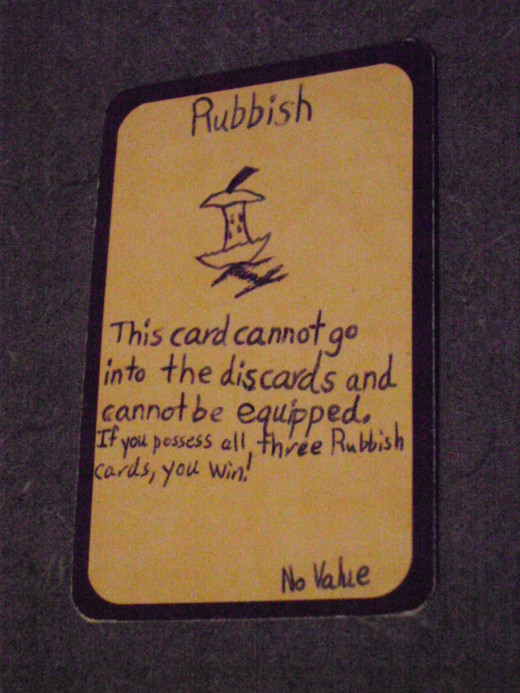 Rubbish
This card cannot go
into the discards and
cannot be equipped.
If you possess all three Rubbish
cards, you win!
No Value